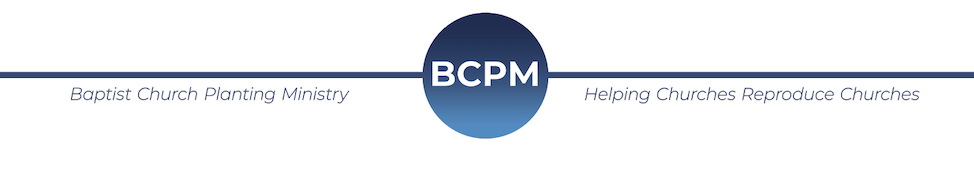 BCPM
Baptist Church Planting Ministry
Helping Churches Reproduce Churches